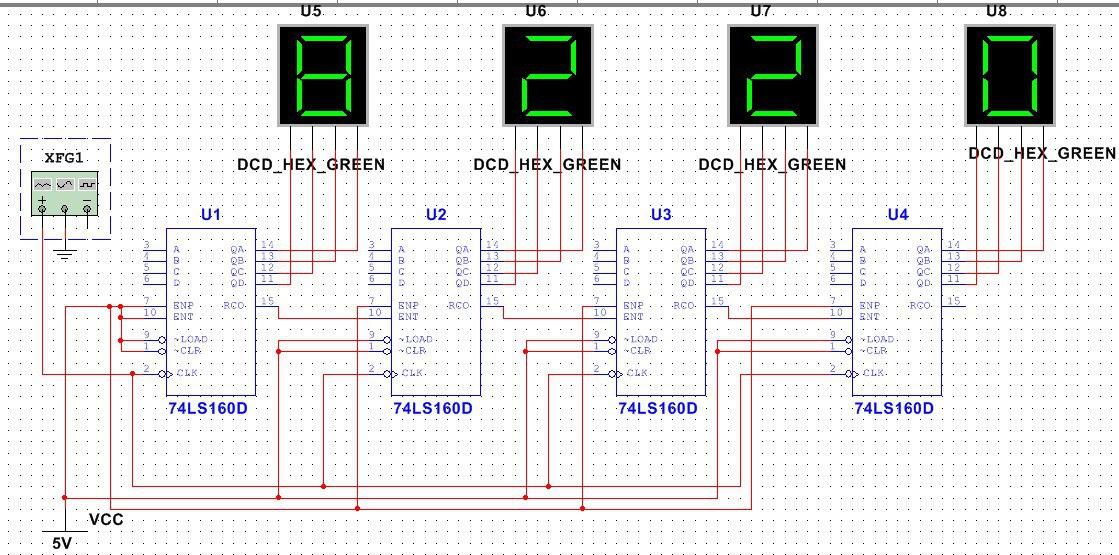 U5 U6 U7 U8
8 2 2 0
DCD_HEX_GREEN DCD_HEX_GREEN DCD_HEX_GREEN DCD_HEX_GREEN
XFG1
+ −
U1 U2 U3 U4
3 A QA 14 3 A QA 14 3 A QA 14 3 A QA 14
4 B QB 13 4 B QB 13 4 B QB 13 4 B QB 13
5 C QC 12 5 C QC 12 5 C QC 12 5 C QC 12
6 D QD 11 6 D QD 11 6 D QD 11 6 D QD 11
7 ENP RCO 15 7 ENP RCO 15 7 ENP RCO 15 7 ENP RCO 15
10 ENT 10 ENT 10 ENT 10 ENT
9 ~LOAD 9 ~LOAD 9 ~LOAD 9 ~LOAD
1 ~CLR 1 ~CLR 1 ~CLR 1 ~CLR
2 CLK 2 CLK 2 CLK 2 CLK
74LS160D 74LS160D 74LS160D 74LS160D
VCC
5V